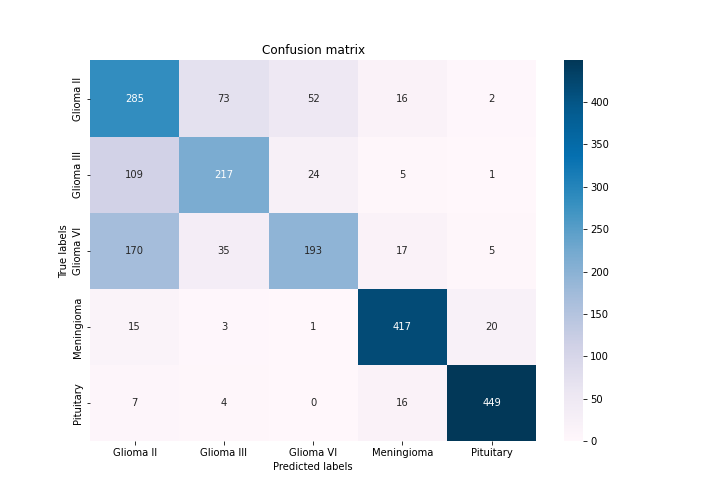 Confusion matrix
True labels
Glioma II
285 73 52 16 2
Glioma III
109 217 24 5 1
Glioma VI
170 35 193 17 5
Meningioma
15 3 1 417 20
Pituitary
7 4 0 16 449
Glioma II Glioma III Glioma VI Meningioma Pituitary
Predicted labels
400
350
300
250
200
150
100
50
0